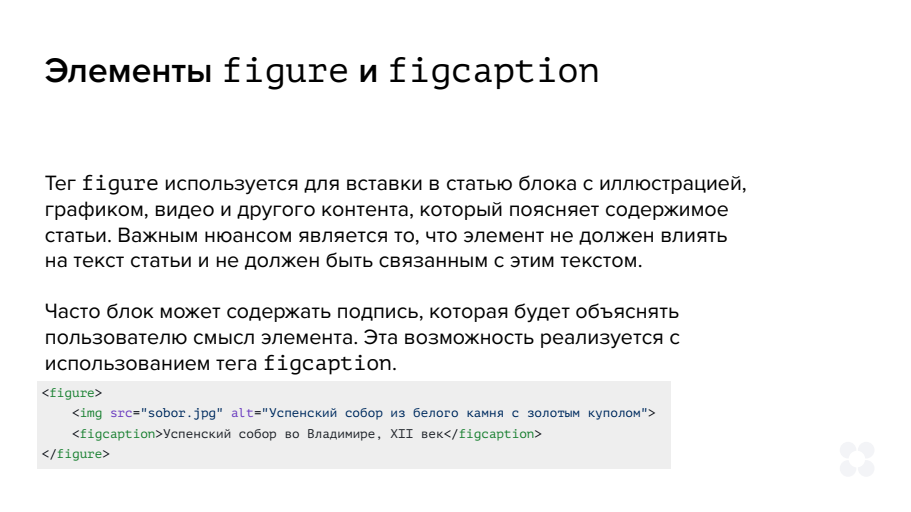 Элементы figure и figcaption
Тег figure используется для вставки в статью блока с иллюстрацией,
графиком, видео и другого контента, который поясняет содержимое
статьи. Важным нюансом является то, что элемент не должен влиять
на текст статьи и не должен быть связанным с этим текстом.
Часто блок может содержать подпись, которая будет объяснять
пользователю смысл элемента. Эта возможность реализуется с
использованием тега figcaption.
<figure>
    <img src="sobor.jpg" alt="Успенский собор из белого камня с золотым куполом">
    <figcaption>Успенский собор во Владимире, XII век</figcaption>
</figure>